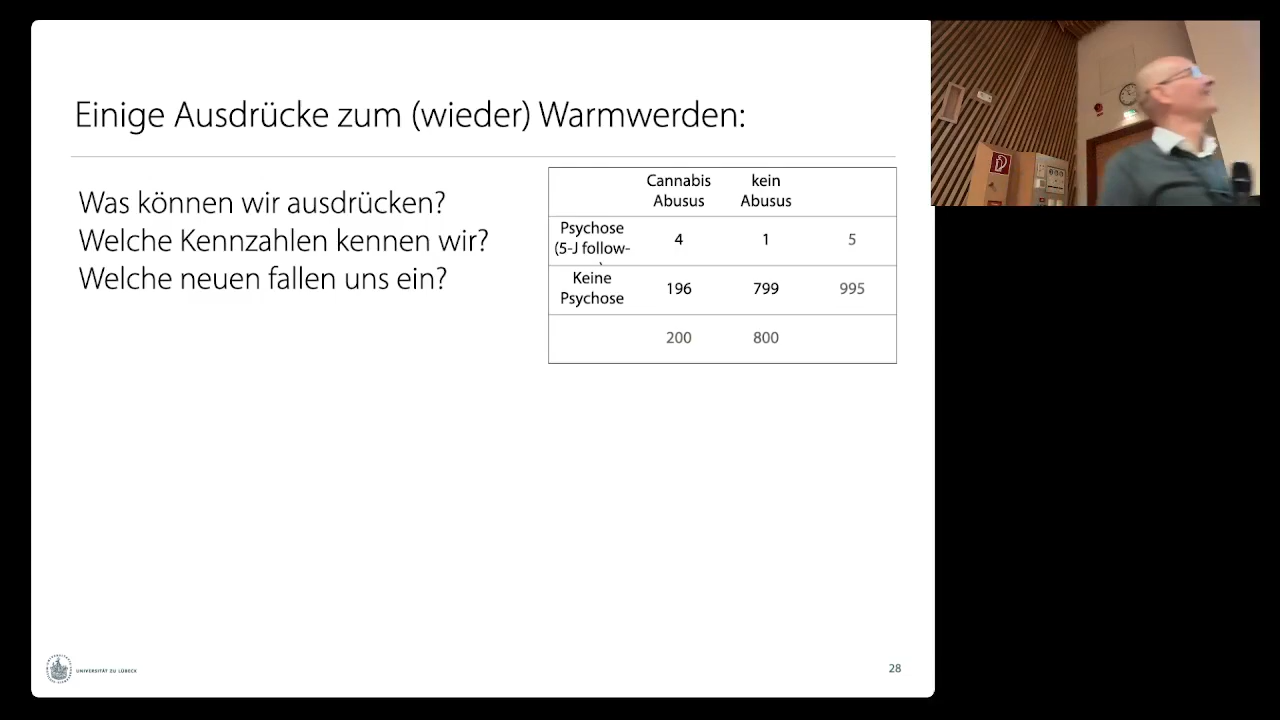 Einige Ausdrücke zum (wieder) Warmwerden:
Was können wir ausdrücken?
Welche Kennzahlen kennen wir?
Welche neuen fallen uns ein?
Cannabis Abusus kein Abusus
Psychose (5-J follow- 4 1 5
Keine Psychose 196 799 995
200 800
UNIVERSITÄT ZU LÜBECK
28